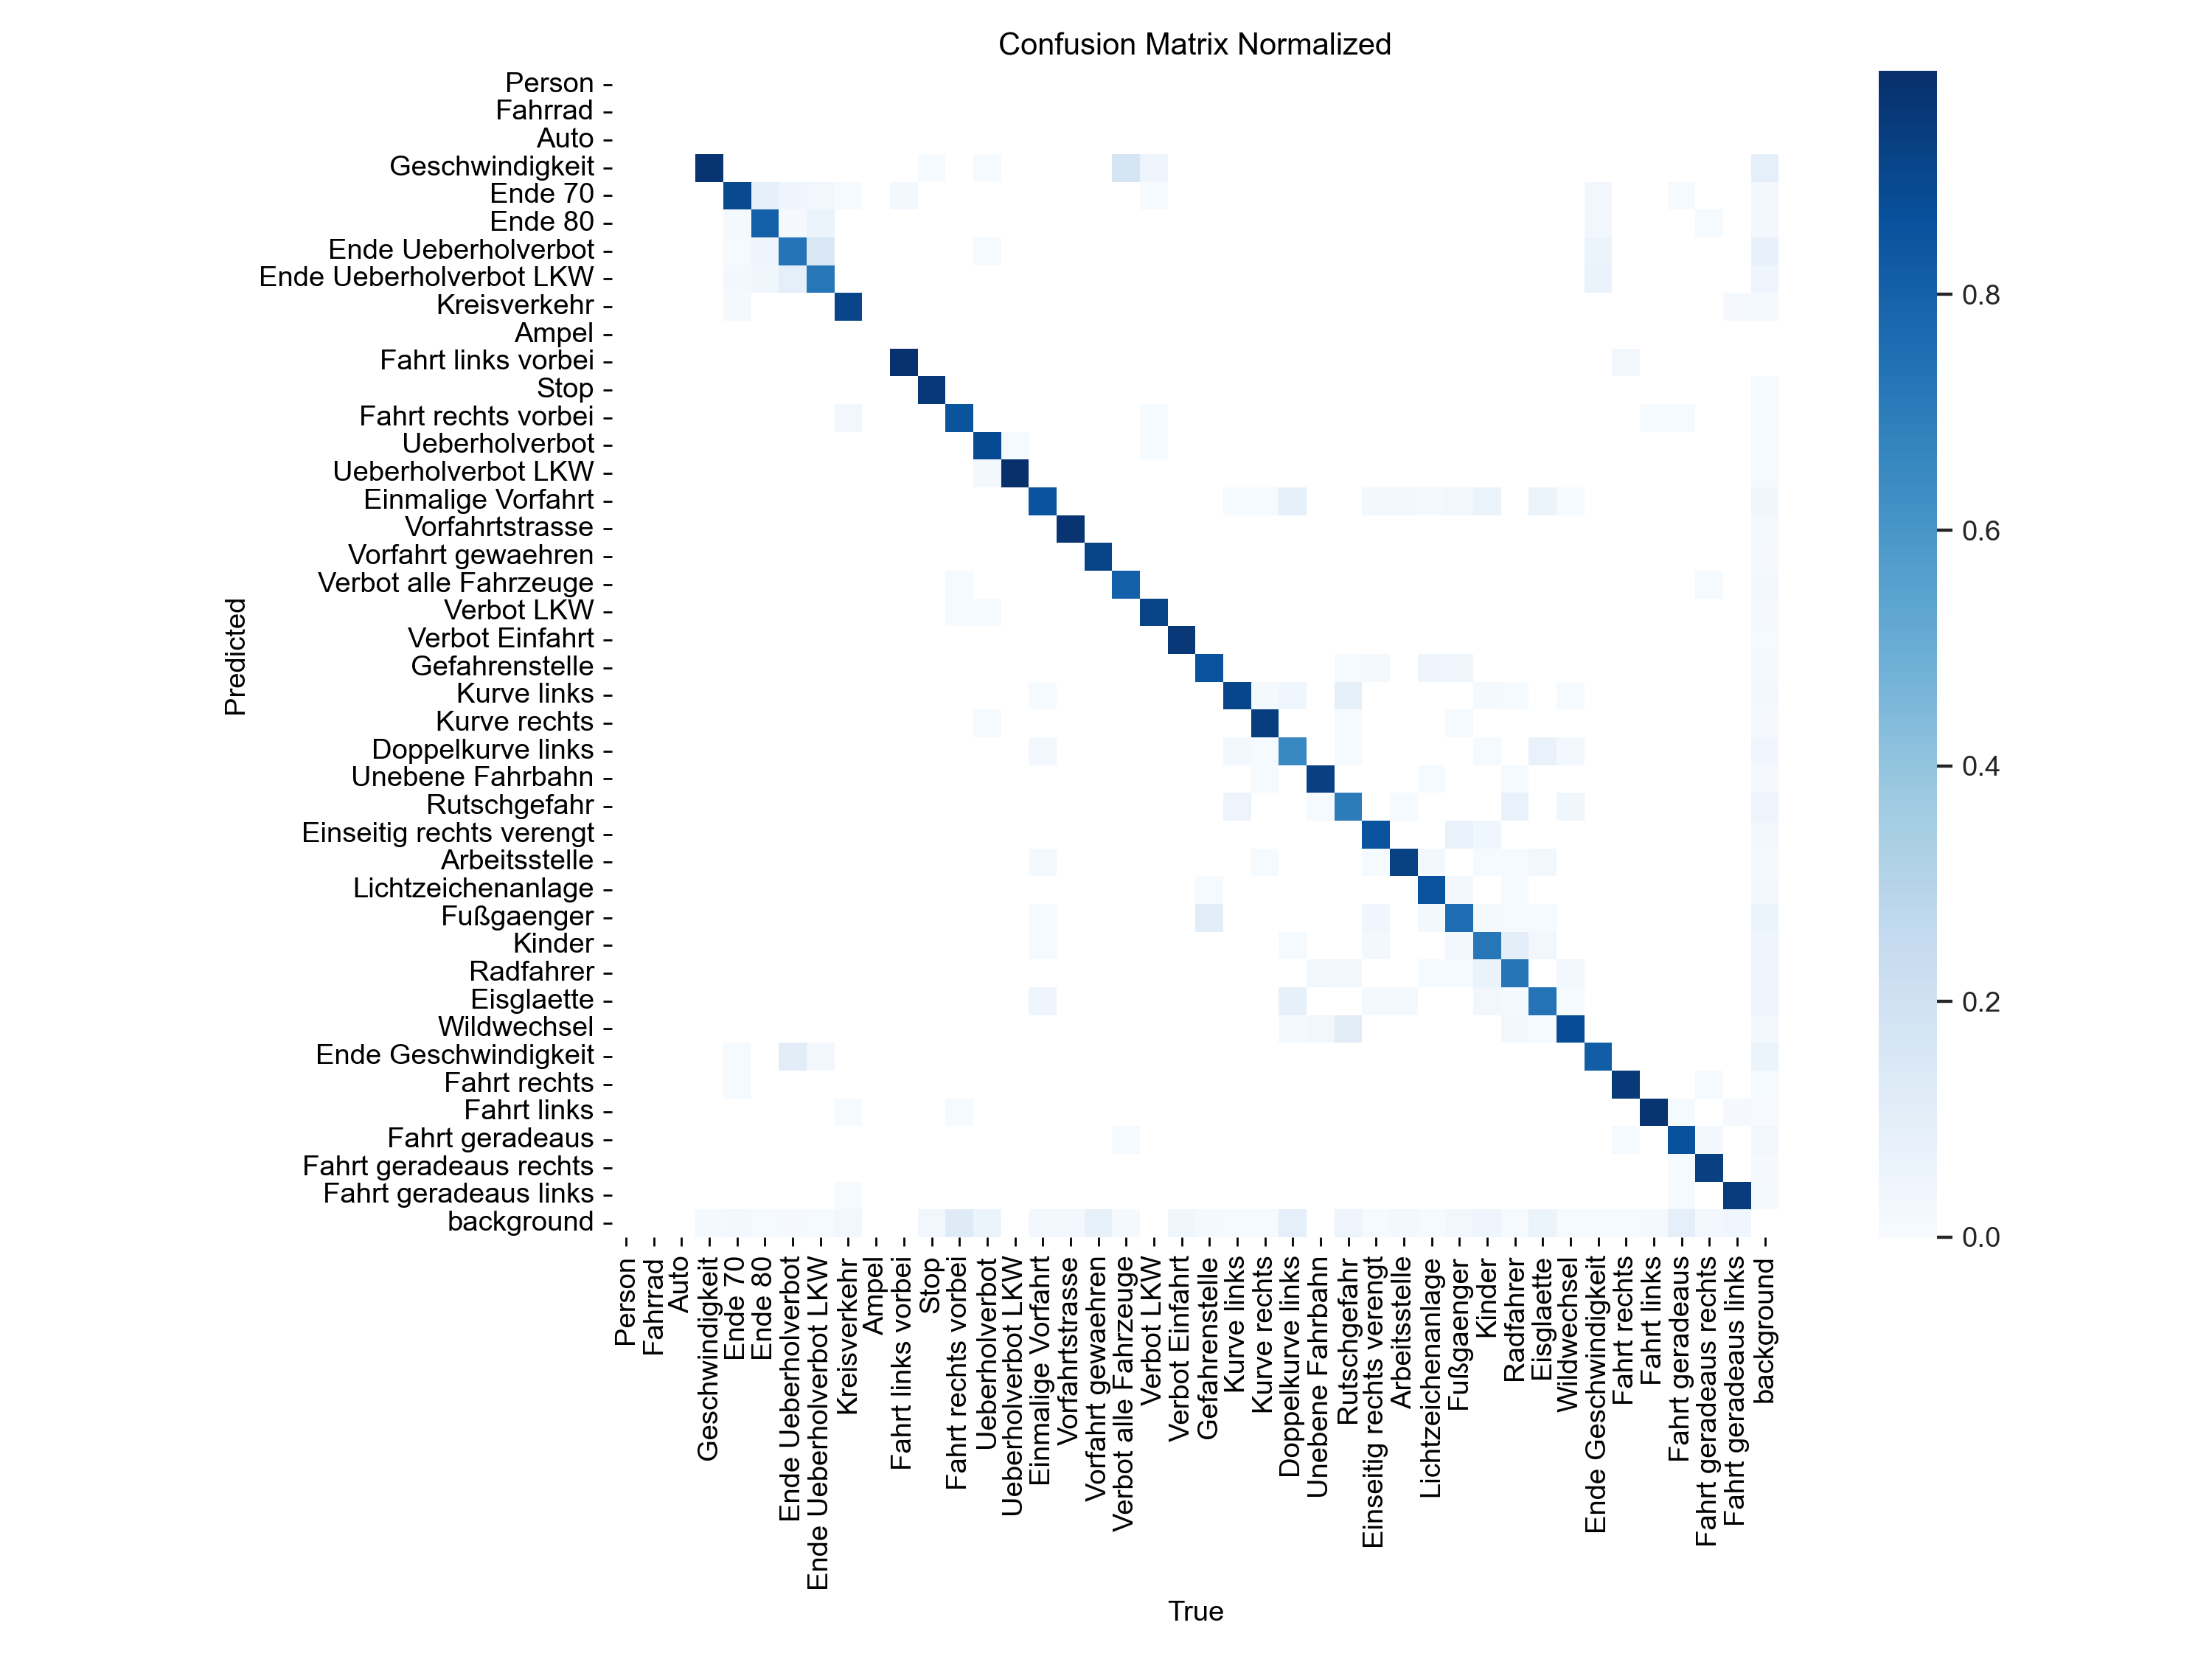 Confusion Matrix Normalized
Person
Fahrrad
Auto
Geschwindigkeit
Ende 70
Ende 80
Ende Ueberholverbot
Ende Ueberholverbot LKW
Kreisverkehr
Ampel
Fahrt links vorbei
Stop
Fahrt rechts vorbei
Ueberholverbot
Ueberholverbot LKW
Einmalige Vorfahrt
Vorfahrtstrasse
Vorfahrt gewaehren
Verbot alle Fahrzeuge
Verbot LKW
Verbot Einfahrt
Gefahrenstelle
Kurve links
Kurve rechts
Doppelkurve links
Unebene Fahrbahn
Rutschgefahr
Einseitig rechts verengt
Arbeitsstelle
Lichtzeichenanlage
Fußgaenger
Kinder
Radfahrer
Eisglaette
Wildwechsel
Ende Geschwindigkeit
Fahrt rechts
Fahrt links
Fahrt geradeaus
Fahrt geradeaus rechts
Fahrt geradeaus links
background
Predicted
Person
Fahrrad
Auto
Geschwindigkeit
Ende 70
Ende 80
Ende Ueberholverbot
Ende Ueberholverbot LKW
Kreisverkehr
Ampel
Fahrt links vorbei
Stop
Fahrt rechts vorbei
Ueberholverbot
Ueberholverbot LKW
Einmalige Vorfahrt
Vorfahrtstrasse
Vorfahrt gewaehren
Verbot alle Fahrzeuge
Verbot LKW
Verbot Einfahrt
Gefahrenstelle
Kurve links
Kurve rechts
Doppelkurve links
Unebene Fahrbahn
Rutschgefahr
Einseitig rechts verengt
Arbeitsstelle
Lichtzeichenanlage
Fußgaenger
Kinder
Radfahrer
Eisglaette
Wildwechsel
Ende Geschwindigkeit
Fahrt rechts
Fahrt links
Fahrt geradeaus
Fahrt geradeaus rechts
Fahrt geradeaus links
background
True
0.8
0.6
0.4
0.2
0.0